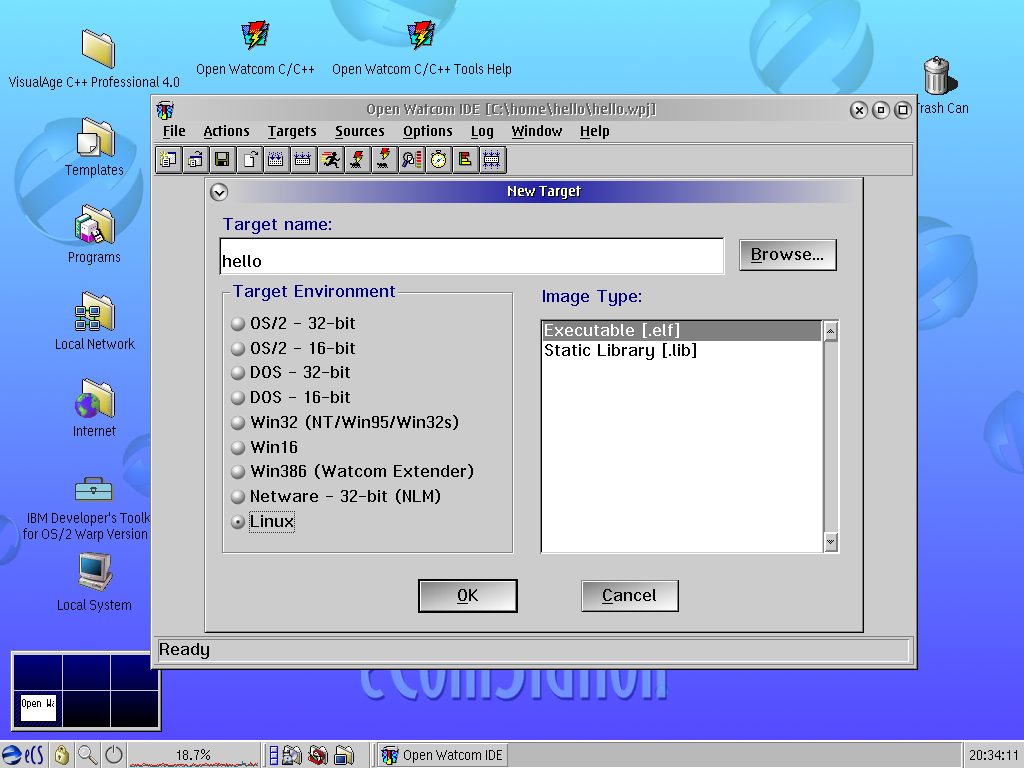 Open Watcom C/C++
Open Watcom C/C++ Tools Help
VisualAge C++ Professional 4.0
Trash Can
Templates
Programs
Local Network
Internet
IBM Developer's Toolk
for OS/2 Warp Version
Local System
Open Watcom IDE [C:\home\hello\hello.wpj]
File Actions Targets Sources Options Log Window Help
New Target
Target name:
hello
Browse...
Target Environment
OS/2 - 32-bit
OS/2 - 16-bit
DOS - 32-bit
DOS - 16-bit
Win32 (NT/Win95/Win32s)
Win16
Win386 (Watcom Extender)
Netware - 32-bit (NLM)
Linux
Image Type:
Executable [.elf]
Static Library [.lib]
OK
Cancel
Ready
eComStation
Open Wa
eCS
18.7%
Open Watcom IDE
20:34:11